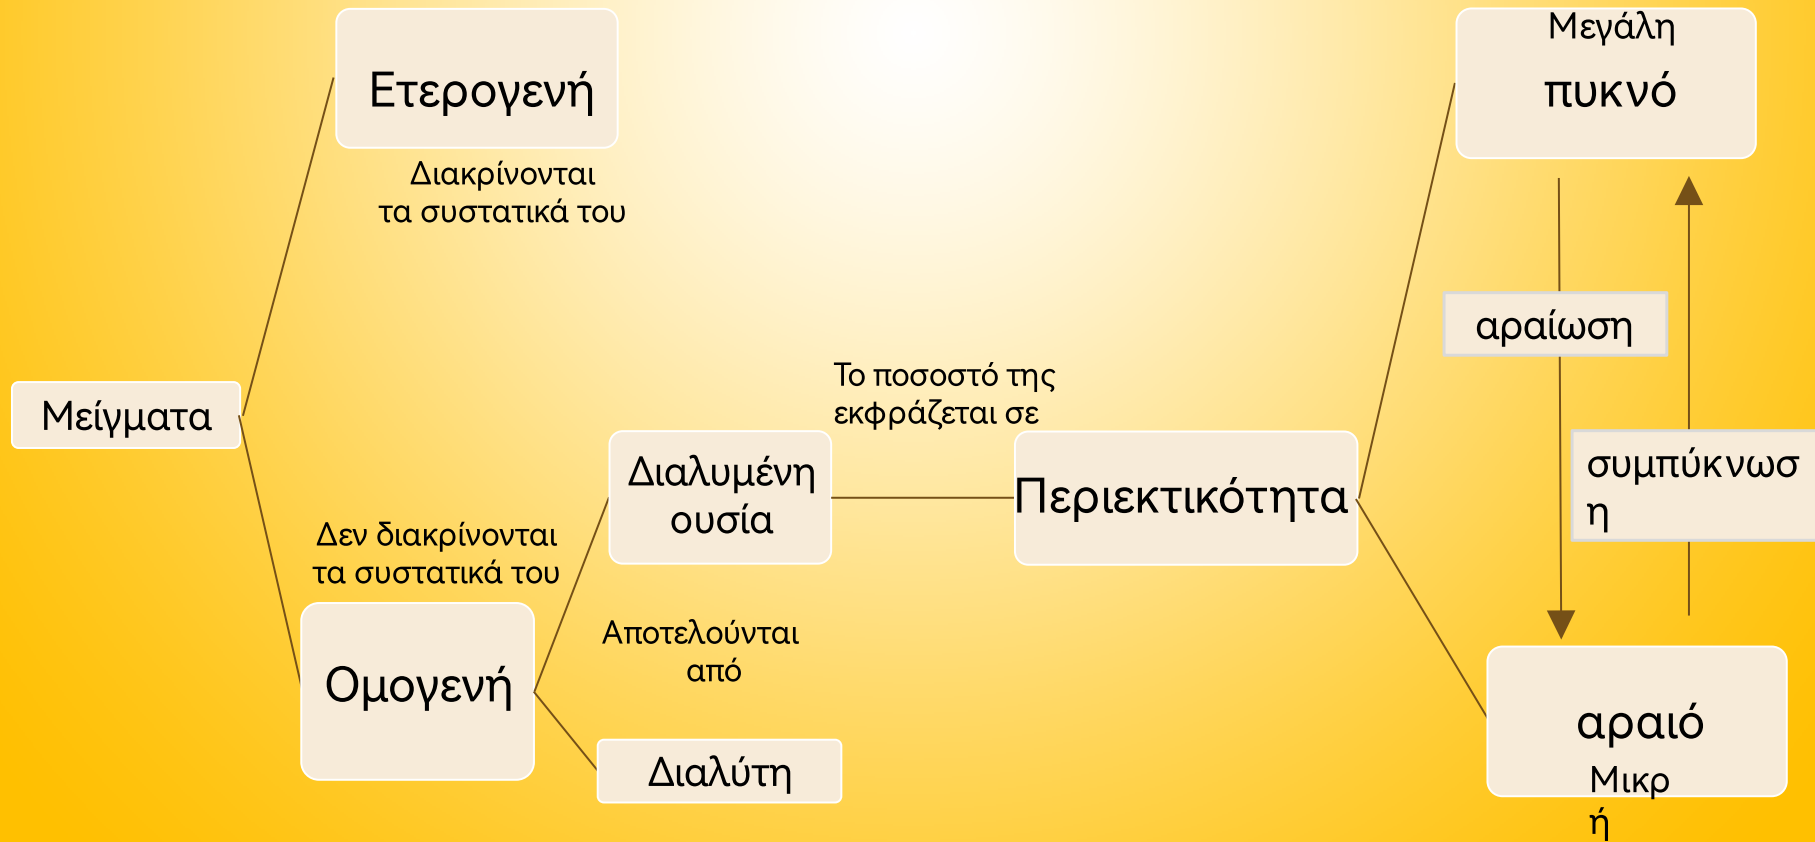 Ετερογενή
Διακρίνονται
τα συστατικά του
Μείγματα
Δεν διακρίνονται
τα συστατικά του
Ομογενή
Διαλυμένη
ουσία
Αποτελούνται
από
Διαλύτη
Το ποσοστό της
εκφράζεται σε
Περιεκτικότητα
Μεγάλη
πυκνό
αραίωση
συμπύκνωσ
η
αραιό
Μικρ
ή